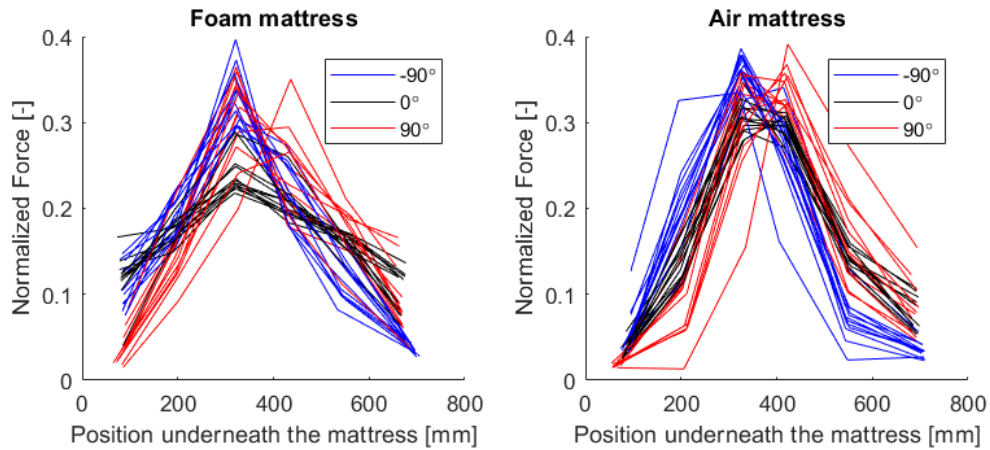 Foam mattress
0.4
0.3
0.2
0.1
0
Normalized Force [-]
-90°
0°
90°
0 200 400 600 800
Position underneath the mattress [mm]
Air mattress
0.4
0.3
0.2
0.1
0
Normalized Force [-]
-90°
0°
90°
0 200 400 600 800
Position underneath the mattress [mm]